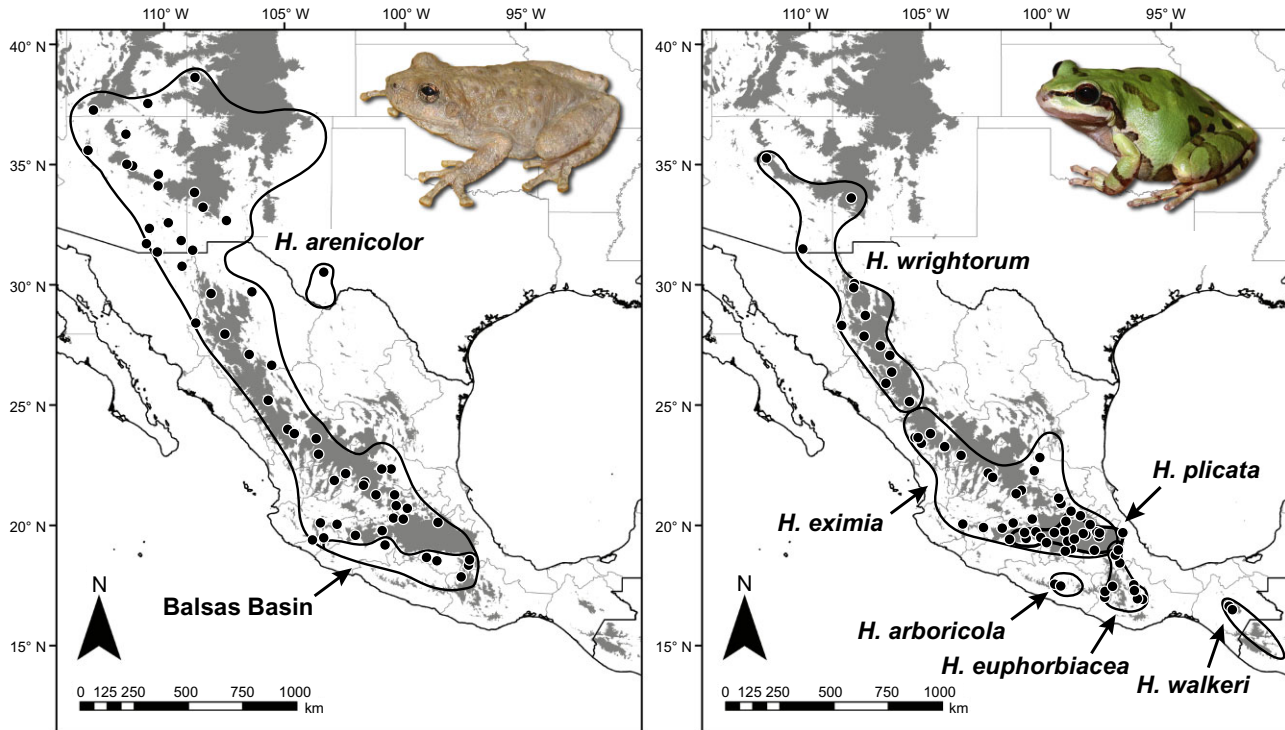 110° W 105° W 100° W 95° W
110° W 105° W 100° W 95° W
40° N
35° N
30° N
25° N
20° N
15° N
H. arenicolor
Balsas Basin
N
0 125 250 500 750 1000
km
40° N
35° N
30° N
25° N
20° N
15° N
H. wrightorum
H. plicata
H. eximia
H. arboricola
H. euphorbiacea
H. walkeri
N
0 125 250 500 750 1000
km